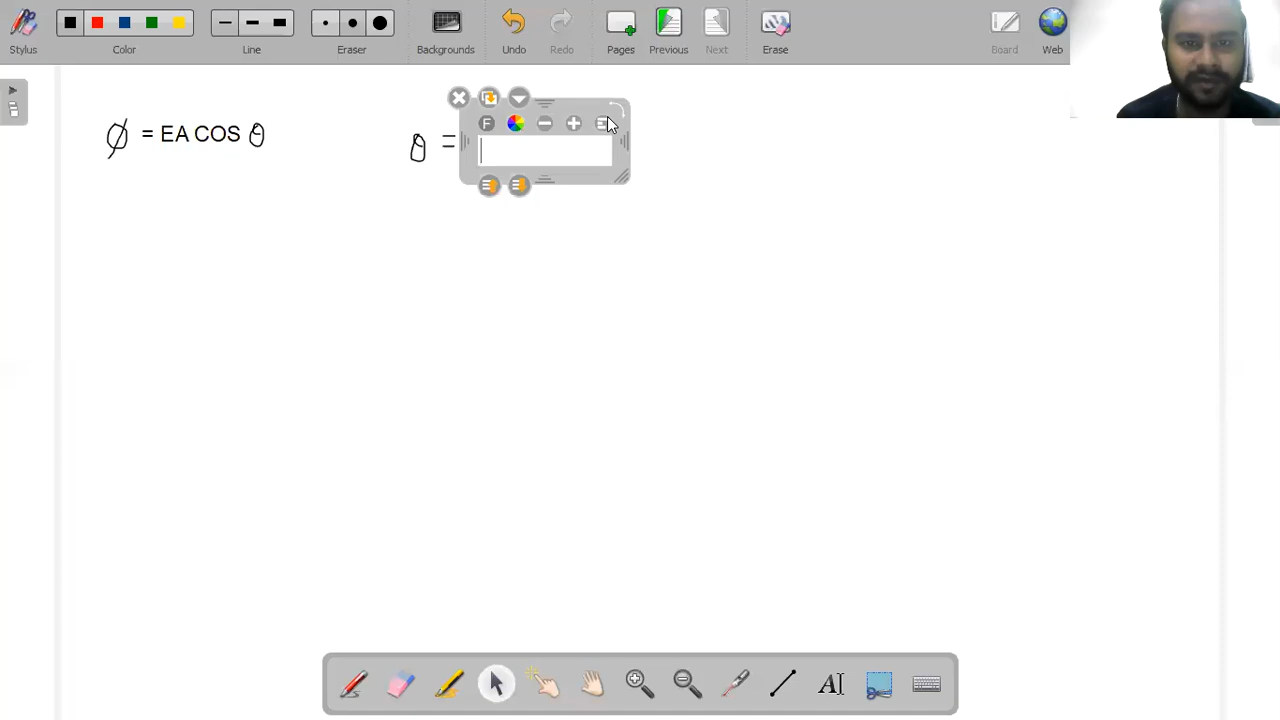 Stylus
Color
Line
Eraser
Backgrounds
Undo
Redo
Pages
Previous
Next
Erase
Board
Web
F
ϕ = EA COS θ
θ =
A